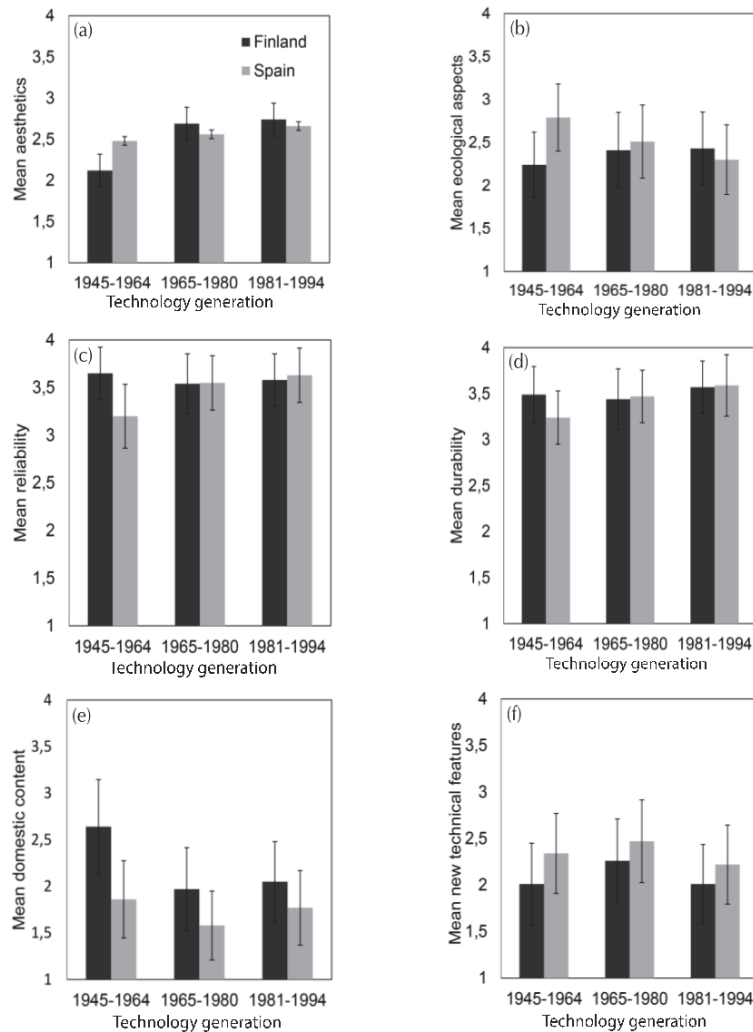 (a)
Finland
Spain
Mean aesthetics
4
3,5
3
2,5
2
1,5
1
1945-1964 1965-1980 1981-1994
Technology generation
(b)
Mean ecological aspects
4
3,5
3
2,5
2
1,5
1
1945-1964 1965-1980 1981-1994
Technology generation
(c)
Mean reliability
4
3,5
3
2,5
2
1,5
1
1945-1964 1965-1980 1981-1994
Technology generation
(d)
Mean durability
4
3,5
3
2,5
2
1,5
1
1945-1964 1965-1980 1981-1994
Technology generation
(e)
Mean domestic content
4
3,5
3
2,5
2
1,5
1
1945-1964 1965-1980 1981-1994
Technology generation
(f)
Mean new technical features
4
3,5
3
2,5
2
1,5
1
1945-1964 1965-1980 1981-1994
Technology generation